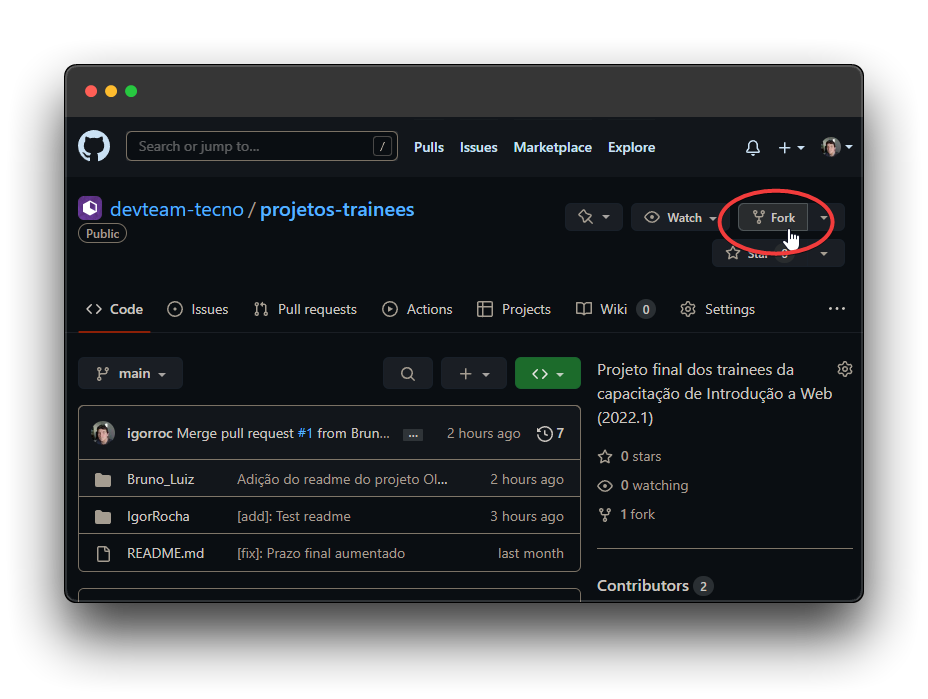 Search or jump to... /
Pulls
Issues
Marketplace
Explore
devteam-tecno / projetos-trainees
Public
Watch
Fork
Star 0
Code
Issues
Pull requests
Actions
Projects
Wiki 0
Settings
main
igorroc Merge pull request #1 from Brun... ... 2 hours ago 7
Bruno_Luiz Adição do readme do projeto Ol... 2 hours ago
IgorRocha [add]: Test readme 3 hours ago
README.md [fix]: Prazo final aumentado last month
Projeto final dos trainees da
capacitação de Introdução a Web
(2022.1)
0 stars
0 watching
1 fork
Contributors 2